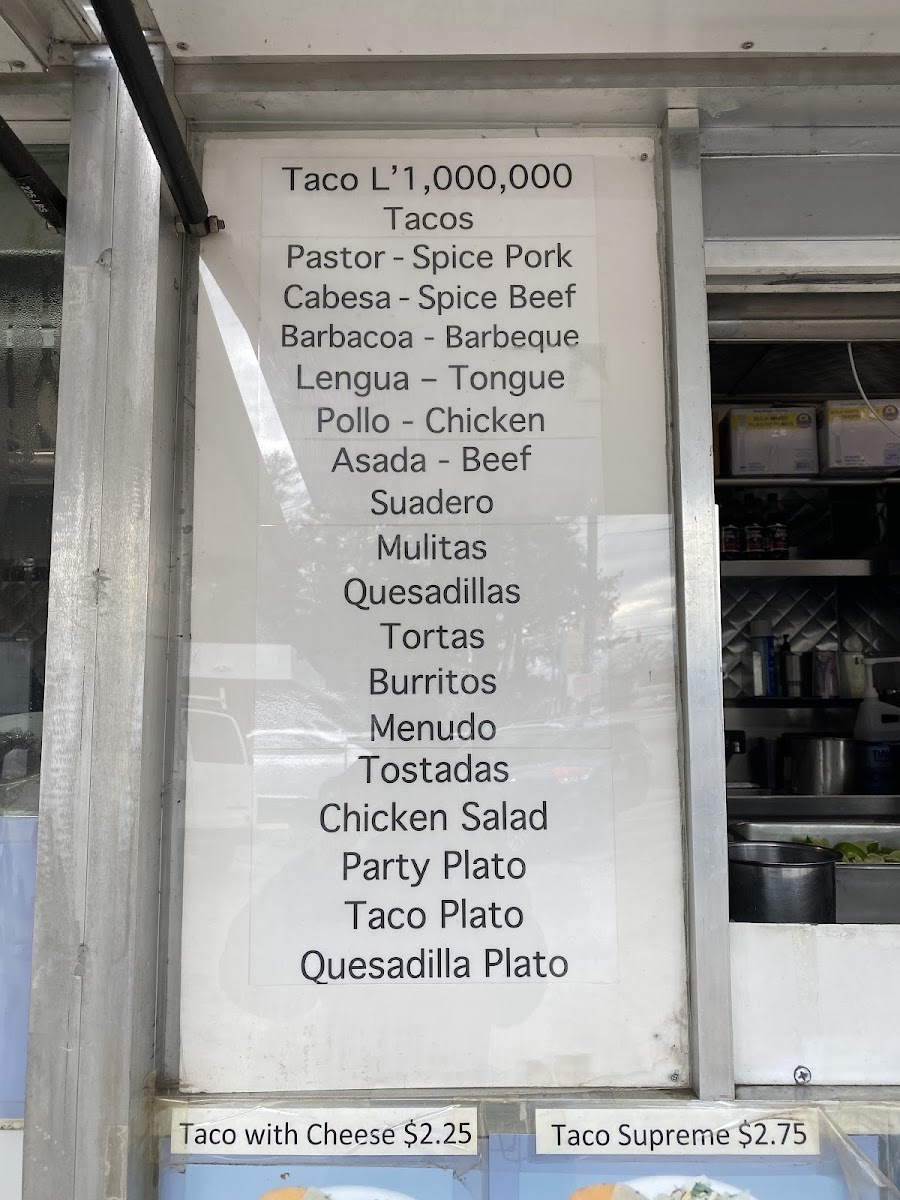 Taco L'1,000,000
Tacos
Pastor - Spice Pork
Cabesa - Spice Beef
Barbacoa - Barbeque
Lengua – Tongue
Pollo - Chicken
Asada - Beef
Suadero
Mulitas
Quesadillas
Tortas
Burritos
Menudo
Tostadas
Chicken Salad
Party Plato
Taco Plato
Quesadilla Plato
Taco with Cheese $2.25
Taco Supreme $2.75